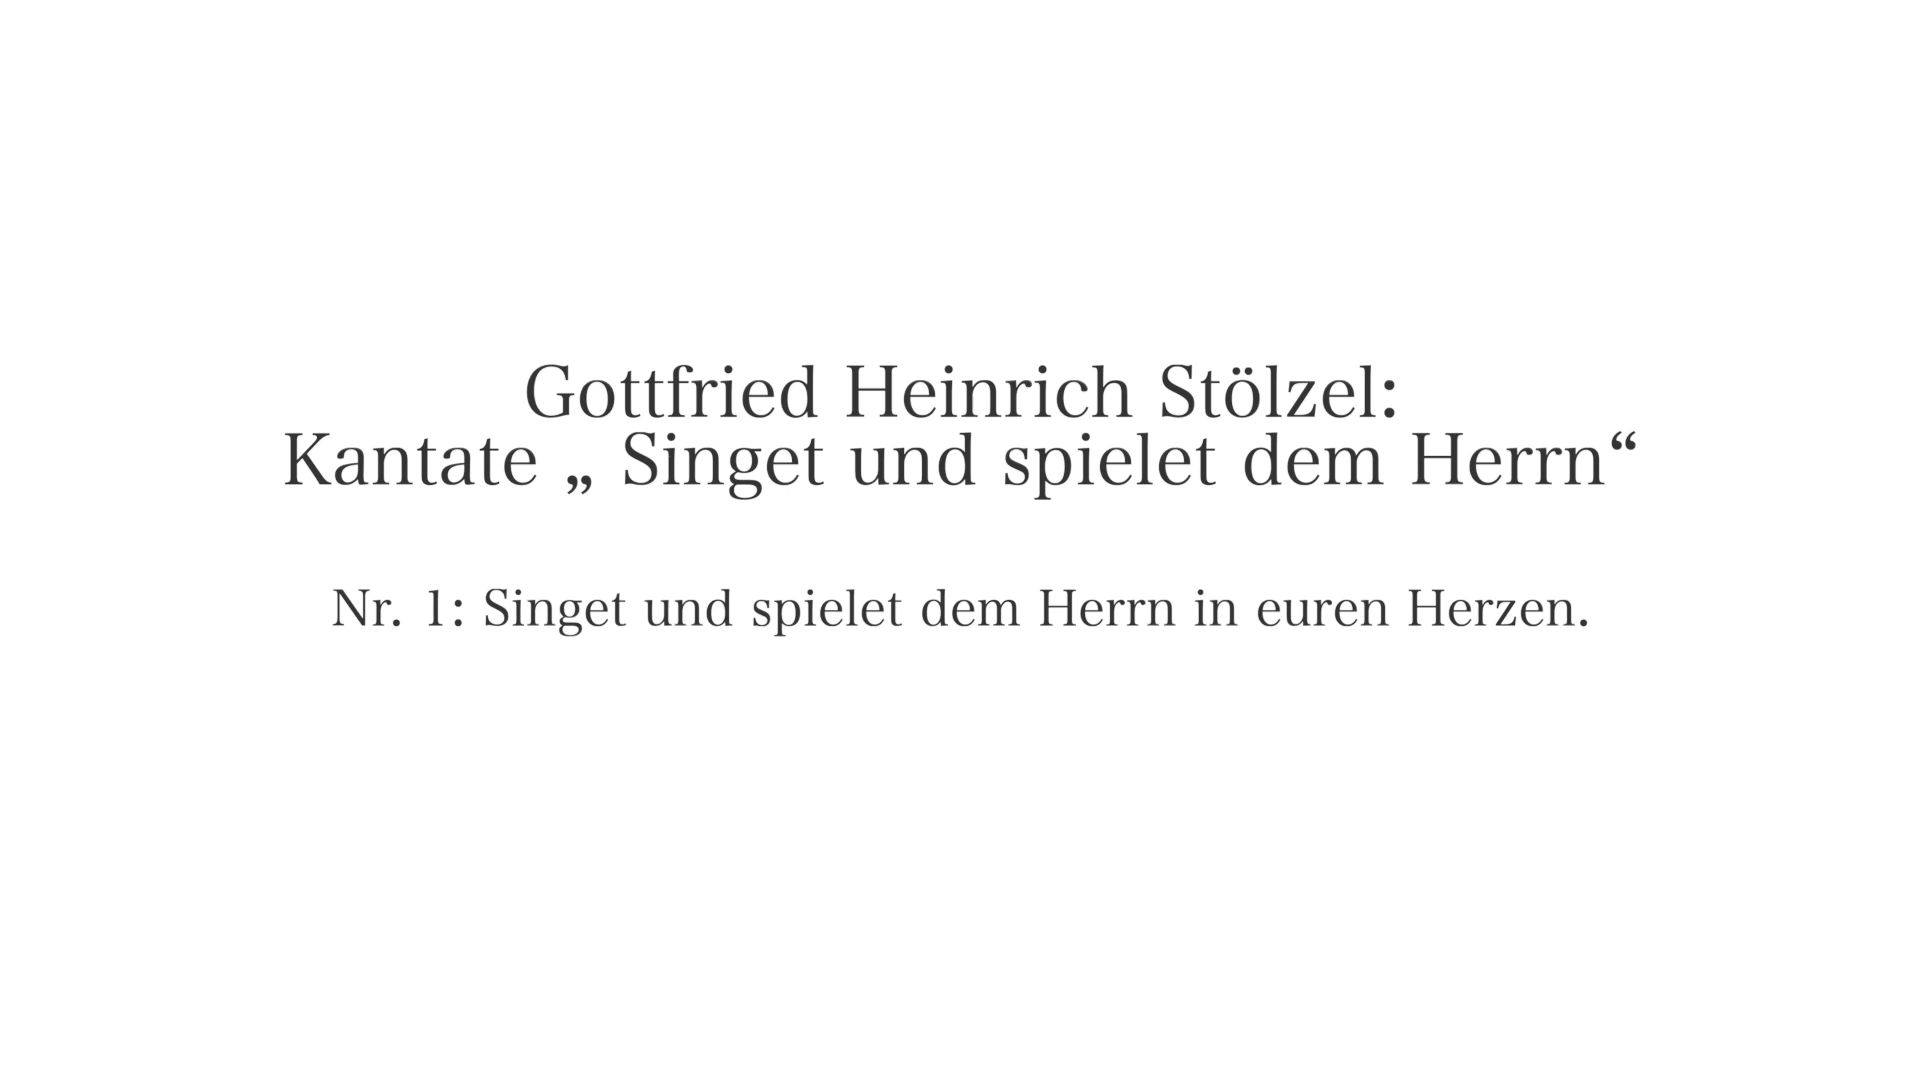 Gottfried Heinrich Stölzel:
Kantate „ Singet und spielet dem Herrn“
Nr. 1: Singet und spielet dem Herrn in euren Herzen.